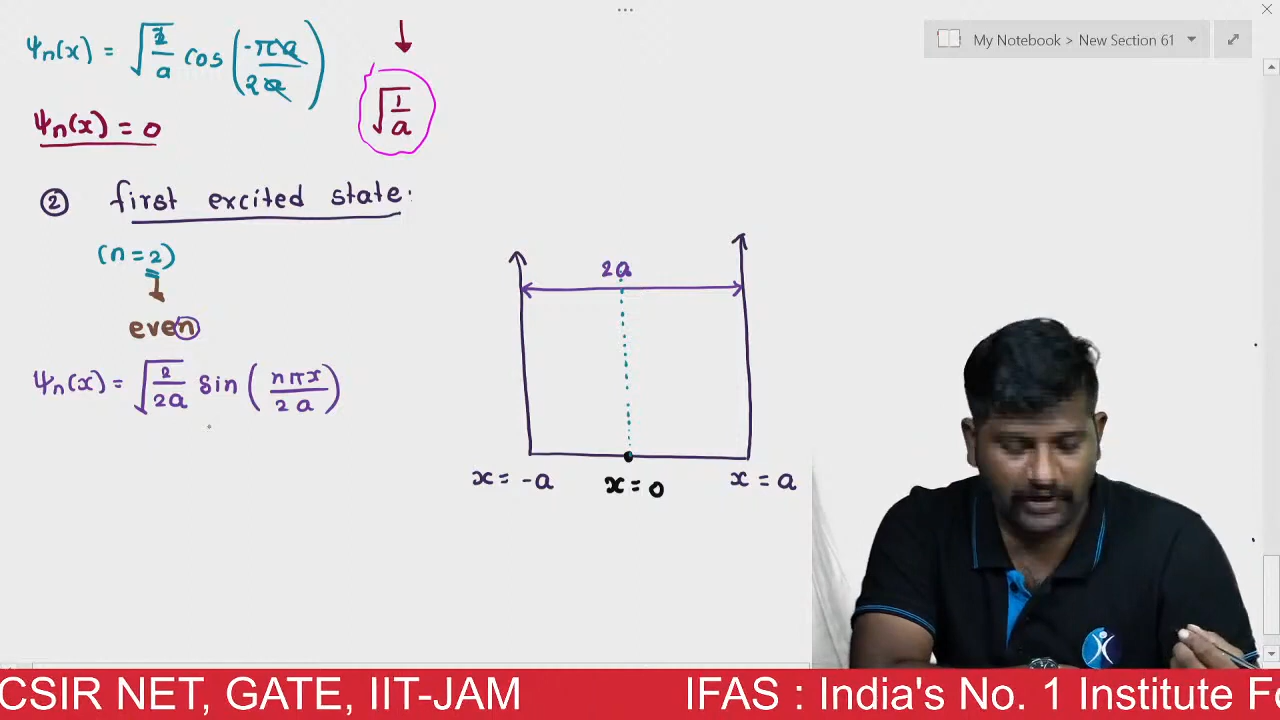 ψn(x) = √(2/a) cos (-πa/2a)
√(1/a)
ψn(x) = 0
② first excited state:
(n = 2)
even n
ψn(x) = √(2/2a) sin (nπx/2a)
2a
x = -a
x = 0
x = a
My Notebook > New Section 61
CSIR NET, GATE, IIT-JAM IFAS : India's No. 1 Institute Fo